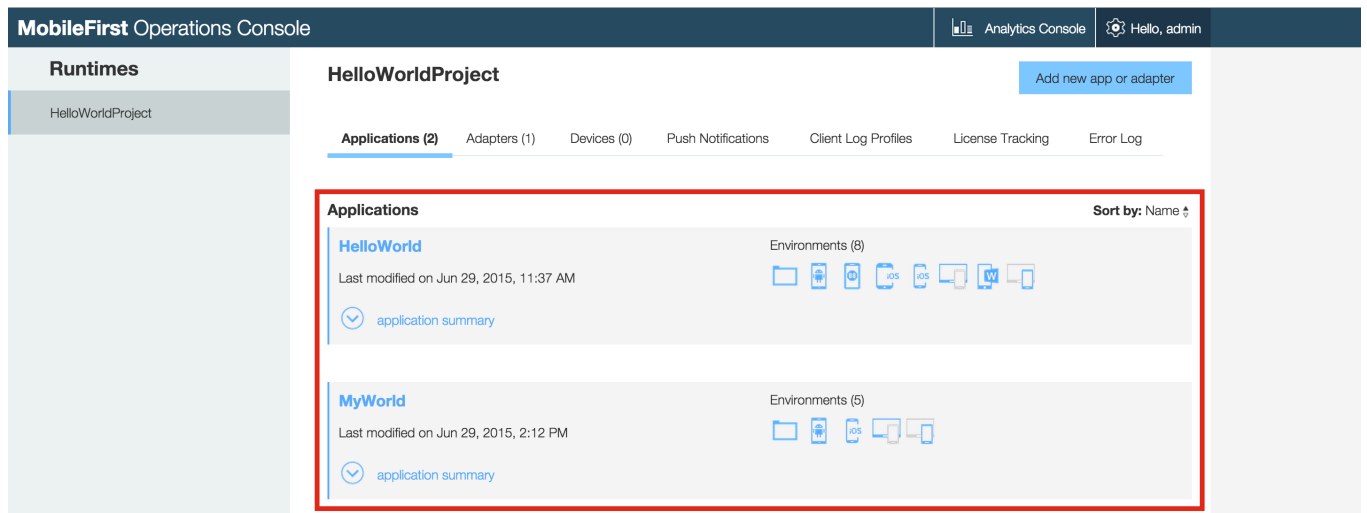 MobileFirst Operations Console
Analytics Console
Hello, admin
Runtimes
HelloWorldProject
HelloWorldProject
Add new app or adapter
Applications (2) Adapters (1) Devices (0) Push Notifications Client Log Profiles License Tracking Error Log
Applications
Sort by: Name
HelloWorld
Environments (8)
Last modified on Jun 29, 2015, 11:37 AM
iOS iOS W
application summary
MyWorld
Environments (5)
Last modified on Jun 29, 2015, 2:12 PM
iOS
application summary